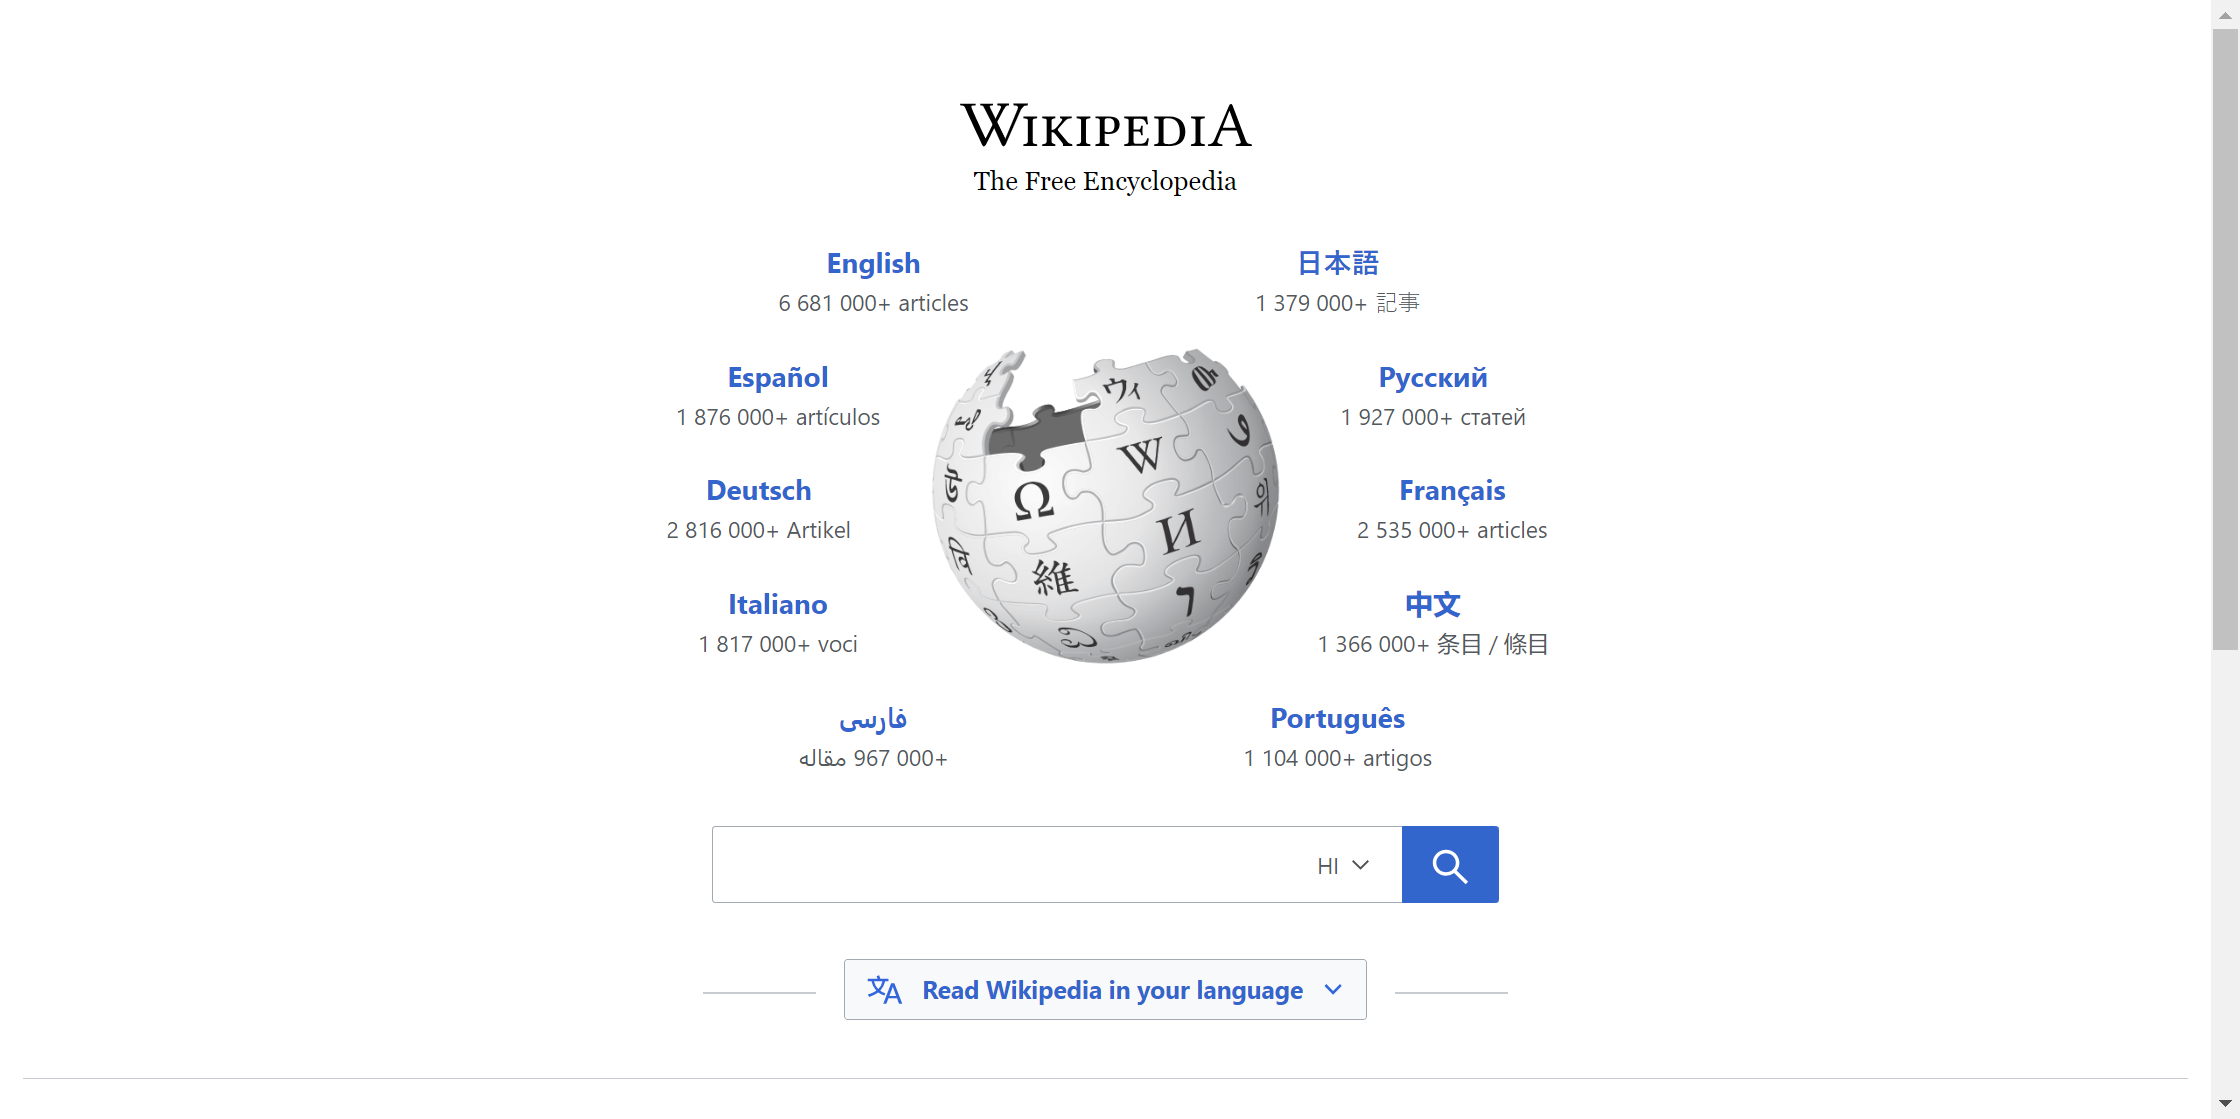 WIKIPEDIA
The Free Encyclopedia
English
6 681 000+ articles
日本語
1 379 000+ 記事
Español
1 876 000+ artículos
Русский
1 927 000+ статей
Deutsch
2 816 000+ Artikel
Français
2 535 000+ articles
Italiano
1 817 000+ voci
中文
1 366 000+ 条目 / 條目
فارسی
۹67 000+ مقاله
Português
1 104 000+ artigos
HI
Read Wikipedia in your language